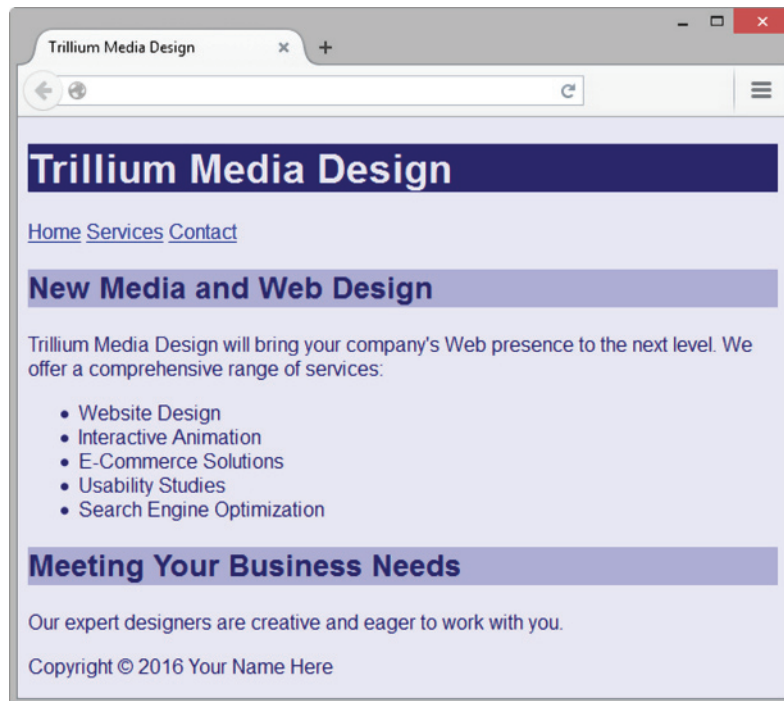 Trillium Media Design
Trillium Media Design
Home Services Contact
New Media and Web Design
Trillium Media Design will bring your company's Web presence to the next level. We
offer a comprehensive range of services:
• Website Design
• Interactive Animation
• E-Commerce Solutions
• Usability Studies
• Search Engine Optimization
Meeting Your Business Needs
Our expert designers are creative and eager to work with you.
Copyright © 2016 Your Name Here